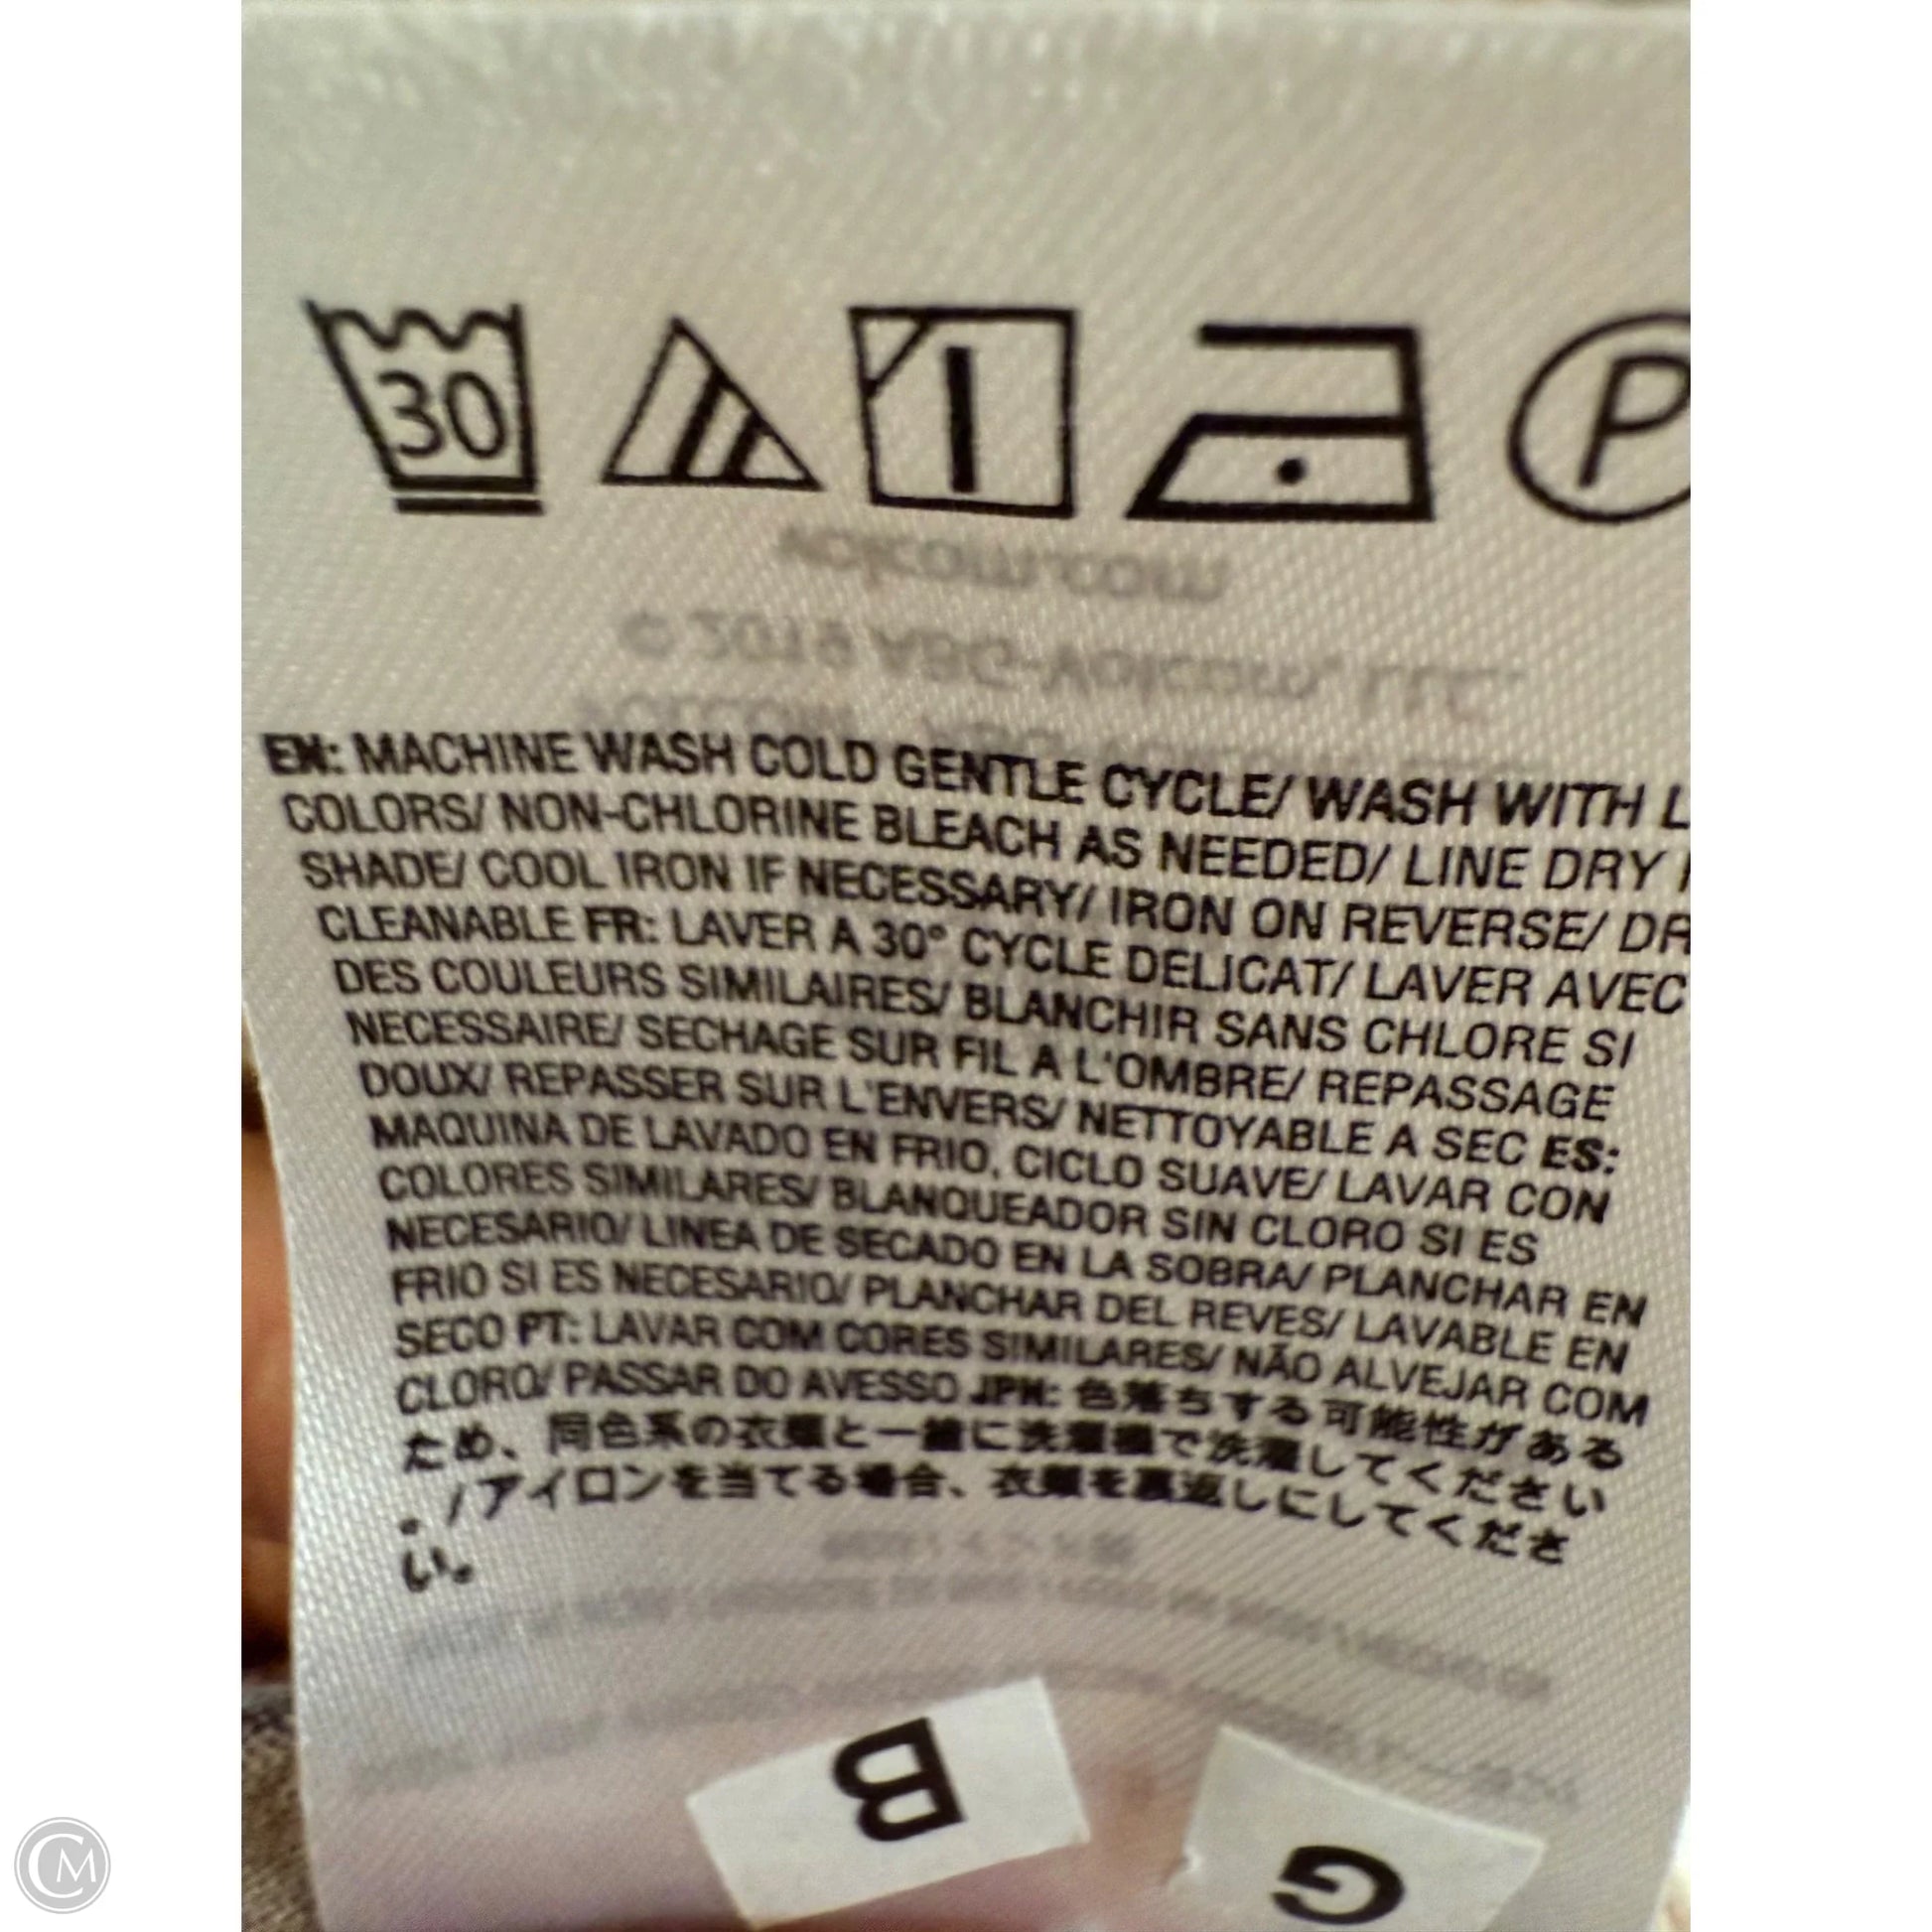 30
P
EN: MACHINE WASH COLD GENTLE CYCLE/ WASH WITH L
COLORS/ NON-CHLORINE BLEACH AS NEEDED/ LINE DRY
SHADE/ COOL IRON IF NECESSARY/ IRON ON REVERSE/ DR
CLEANABLE FR: LAVER A 30° CYCLE DELICAT/ LAVER AVEC
DES COULEURS SIMILAIRES/ BLANCHIR SANS CHLORE SI
NECESSAIRE/ SECHAGE SUR FIL A L'OMBRE/ REPASSAGE
DOUX/ REPASSER SUR L'ENVERS/ NETTOYABLE A SEC ES:
MAQUINA DE LAVADO EN FRIO, CICLO SUAVE/ LAVAR CON
COLORES SIMILARES/ BLANQUEADOR SIN CLORO SI ES
NECESARIO/ LINEA DE SECADO EN LA SOBRA/ PLANCHAR EN
FRIO SI ES NECESARIO/ PLANCHAR DEL REVES/ LAVABLE EN
SECO PT: LAVAR COM CORES SIMILARES/ NÃO ALVEJAR COM
CLORO/ PASSAR DO AVESSO JPN: 色落ちする可能性がある
ため、同色系の衣類と一緒に洗濯機で洗濯してください
。/アイロンを当てる場合、衣類を裏返しにしてくださ
い。
B
G
CM